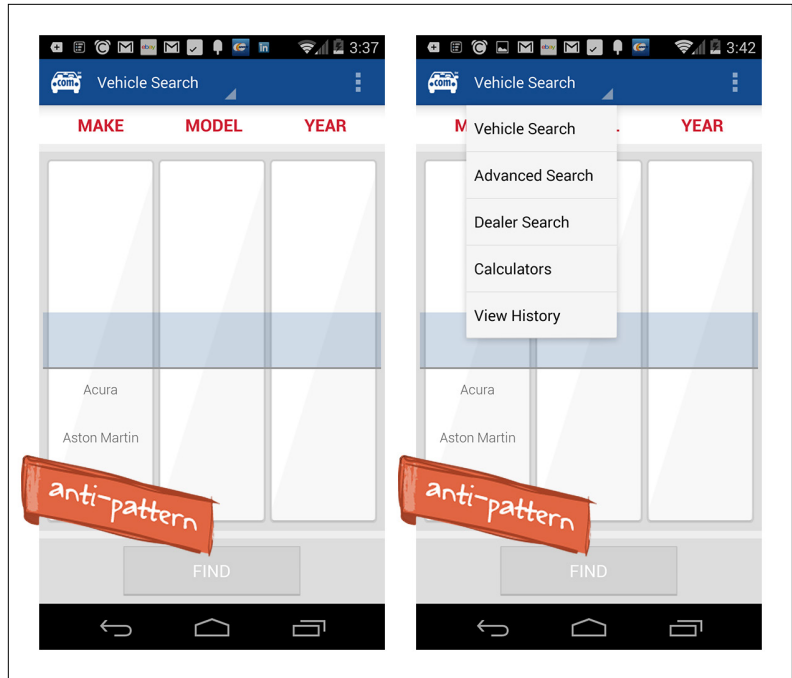 3:37
.com
Vehicle Search
MAKE MODEL YEAR
Acura
Aston Martin
anti-pattern
FIND
3:42
.com
Vehicle Search
M . YEAR
Vehicle Search
Advanced Search
Dealer Search
Calculators
View History
Acura
Aston Martin
anti-pattern
FIND